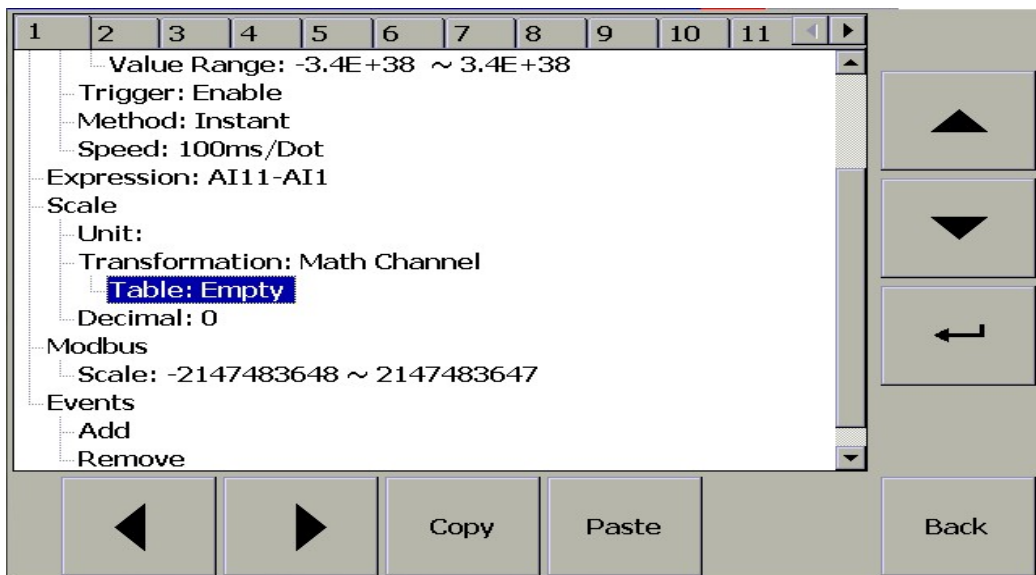 1 2 3 4 5 6 7 8 9 10 11
Value Range: -3.4E+38 ~ 3.4E+38
Trigger: Enable
Method: Instant
Speed: 100ms/Dot
Expression: AI11-AI1
Scale
Unit:
Transformation: Math Channel
Table: Empty
Decimal: 0
Modbus
Scale: -2147483648 ~ 2147483647
Events
Add
Remove
Copy Paste Back